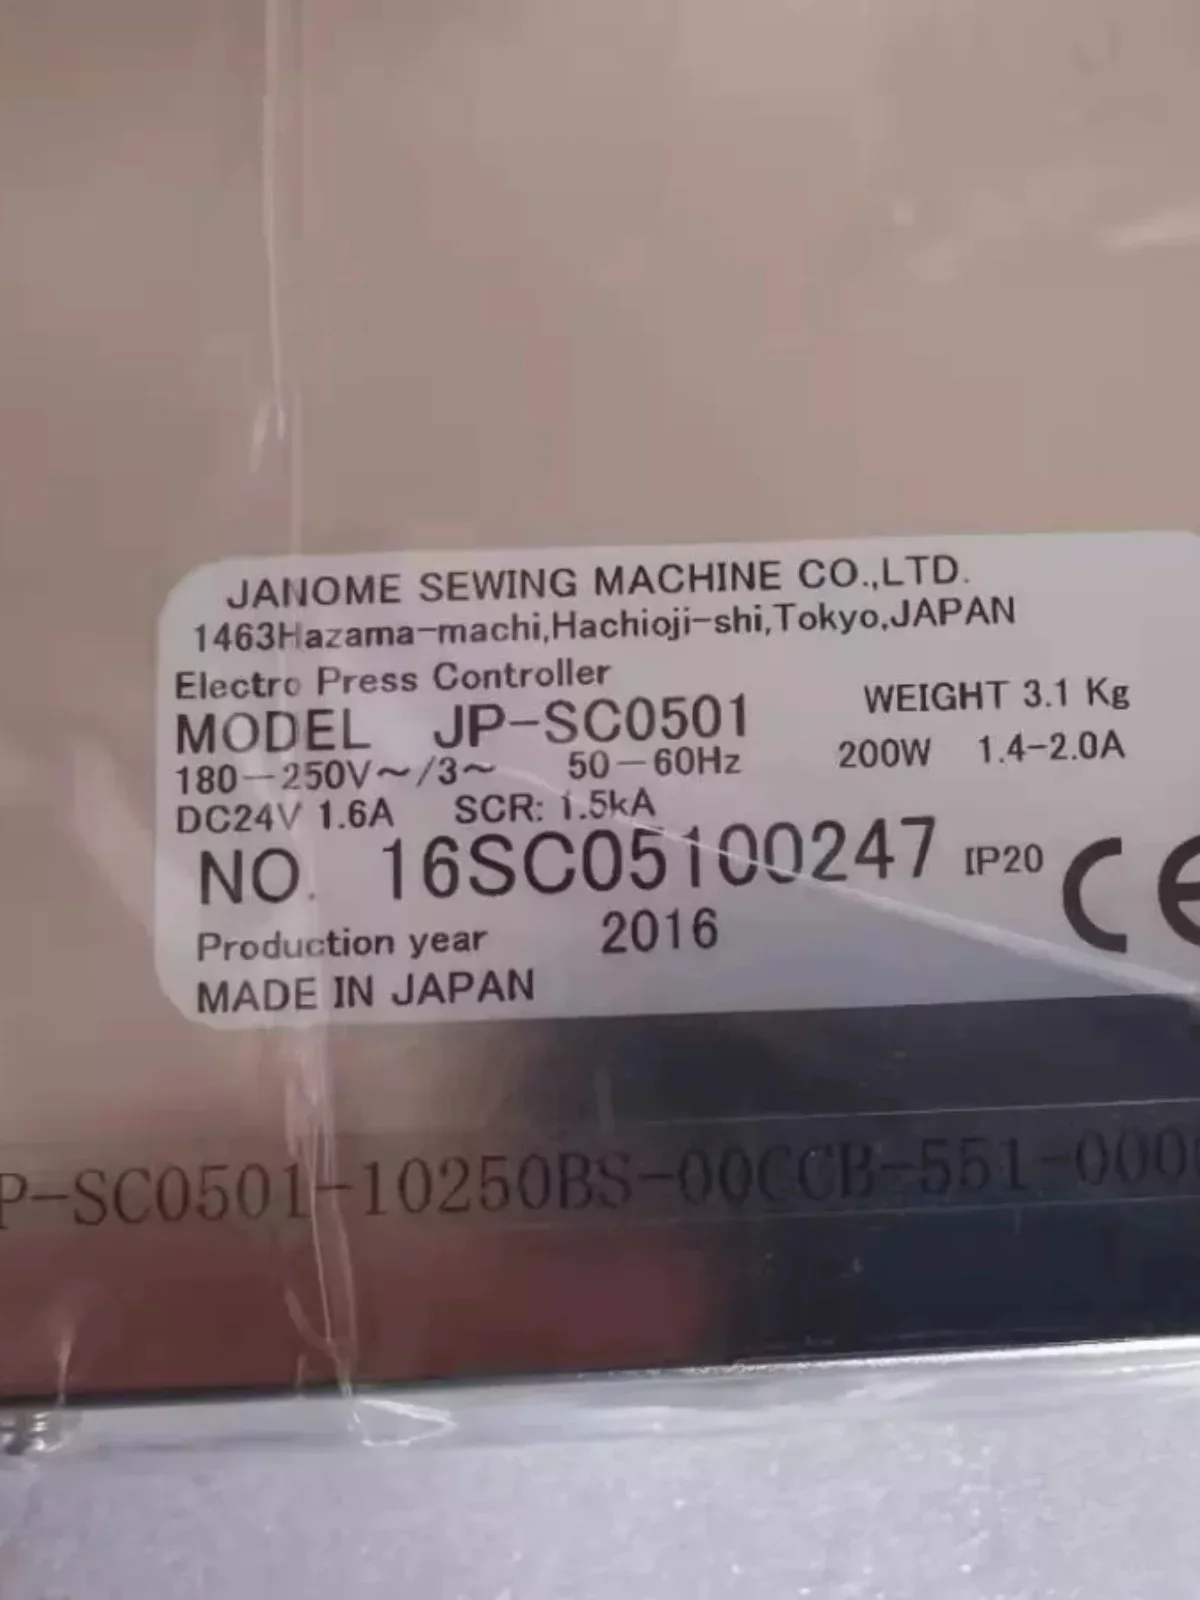 JANOME SEWING MACHINE CO.,LTD.
1463Hazama-machi,Hachioji-shi,Tokyo,JAPAN
Electro Press Controller
WEIGHT 3.1 Kg
MODEL JP-SC0501
180-250V～/3～ 50-60Hz 200W 1.4-2.0A
DC24V 1.6A SCR: 1.5kA
NO. 16SC05100247 IP20 CE
Production year 2016
MADE IN JAPAN
P-SC0501-10250BS-00CCB-551-000